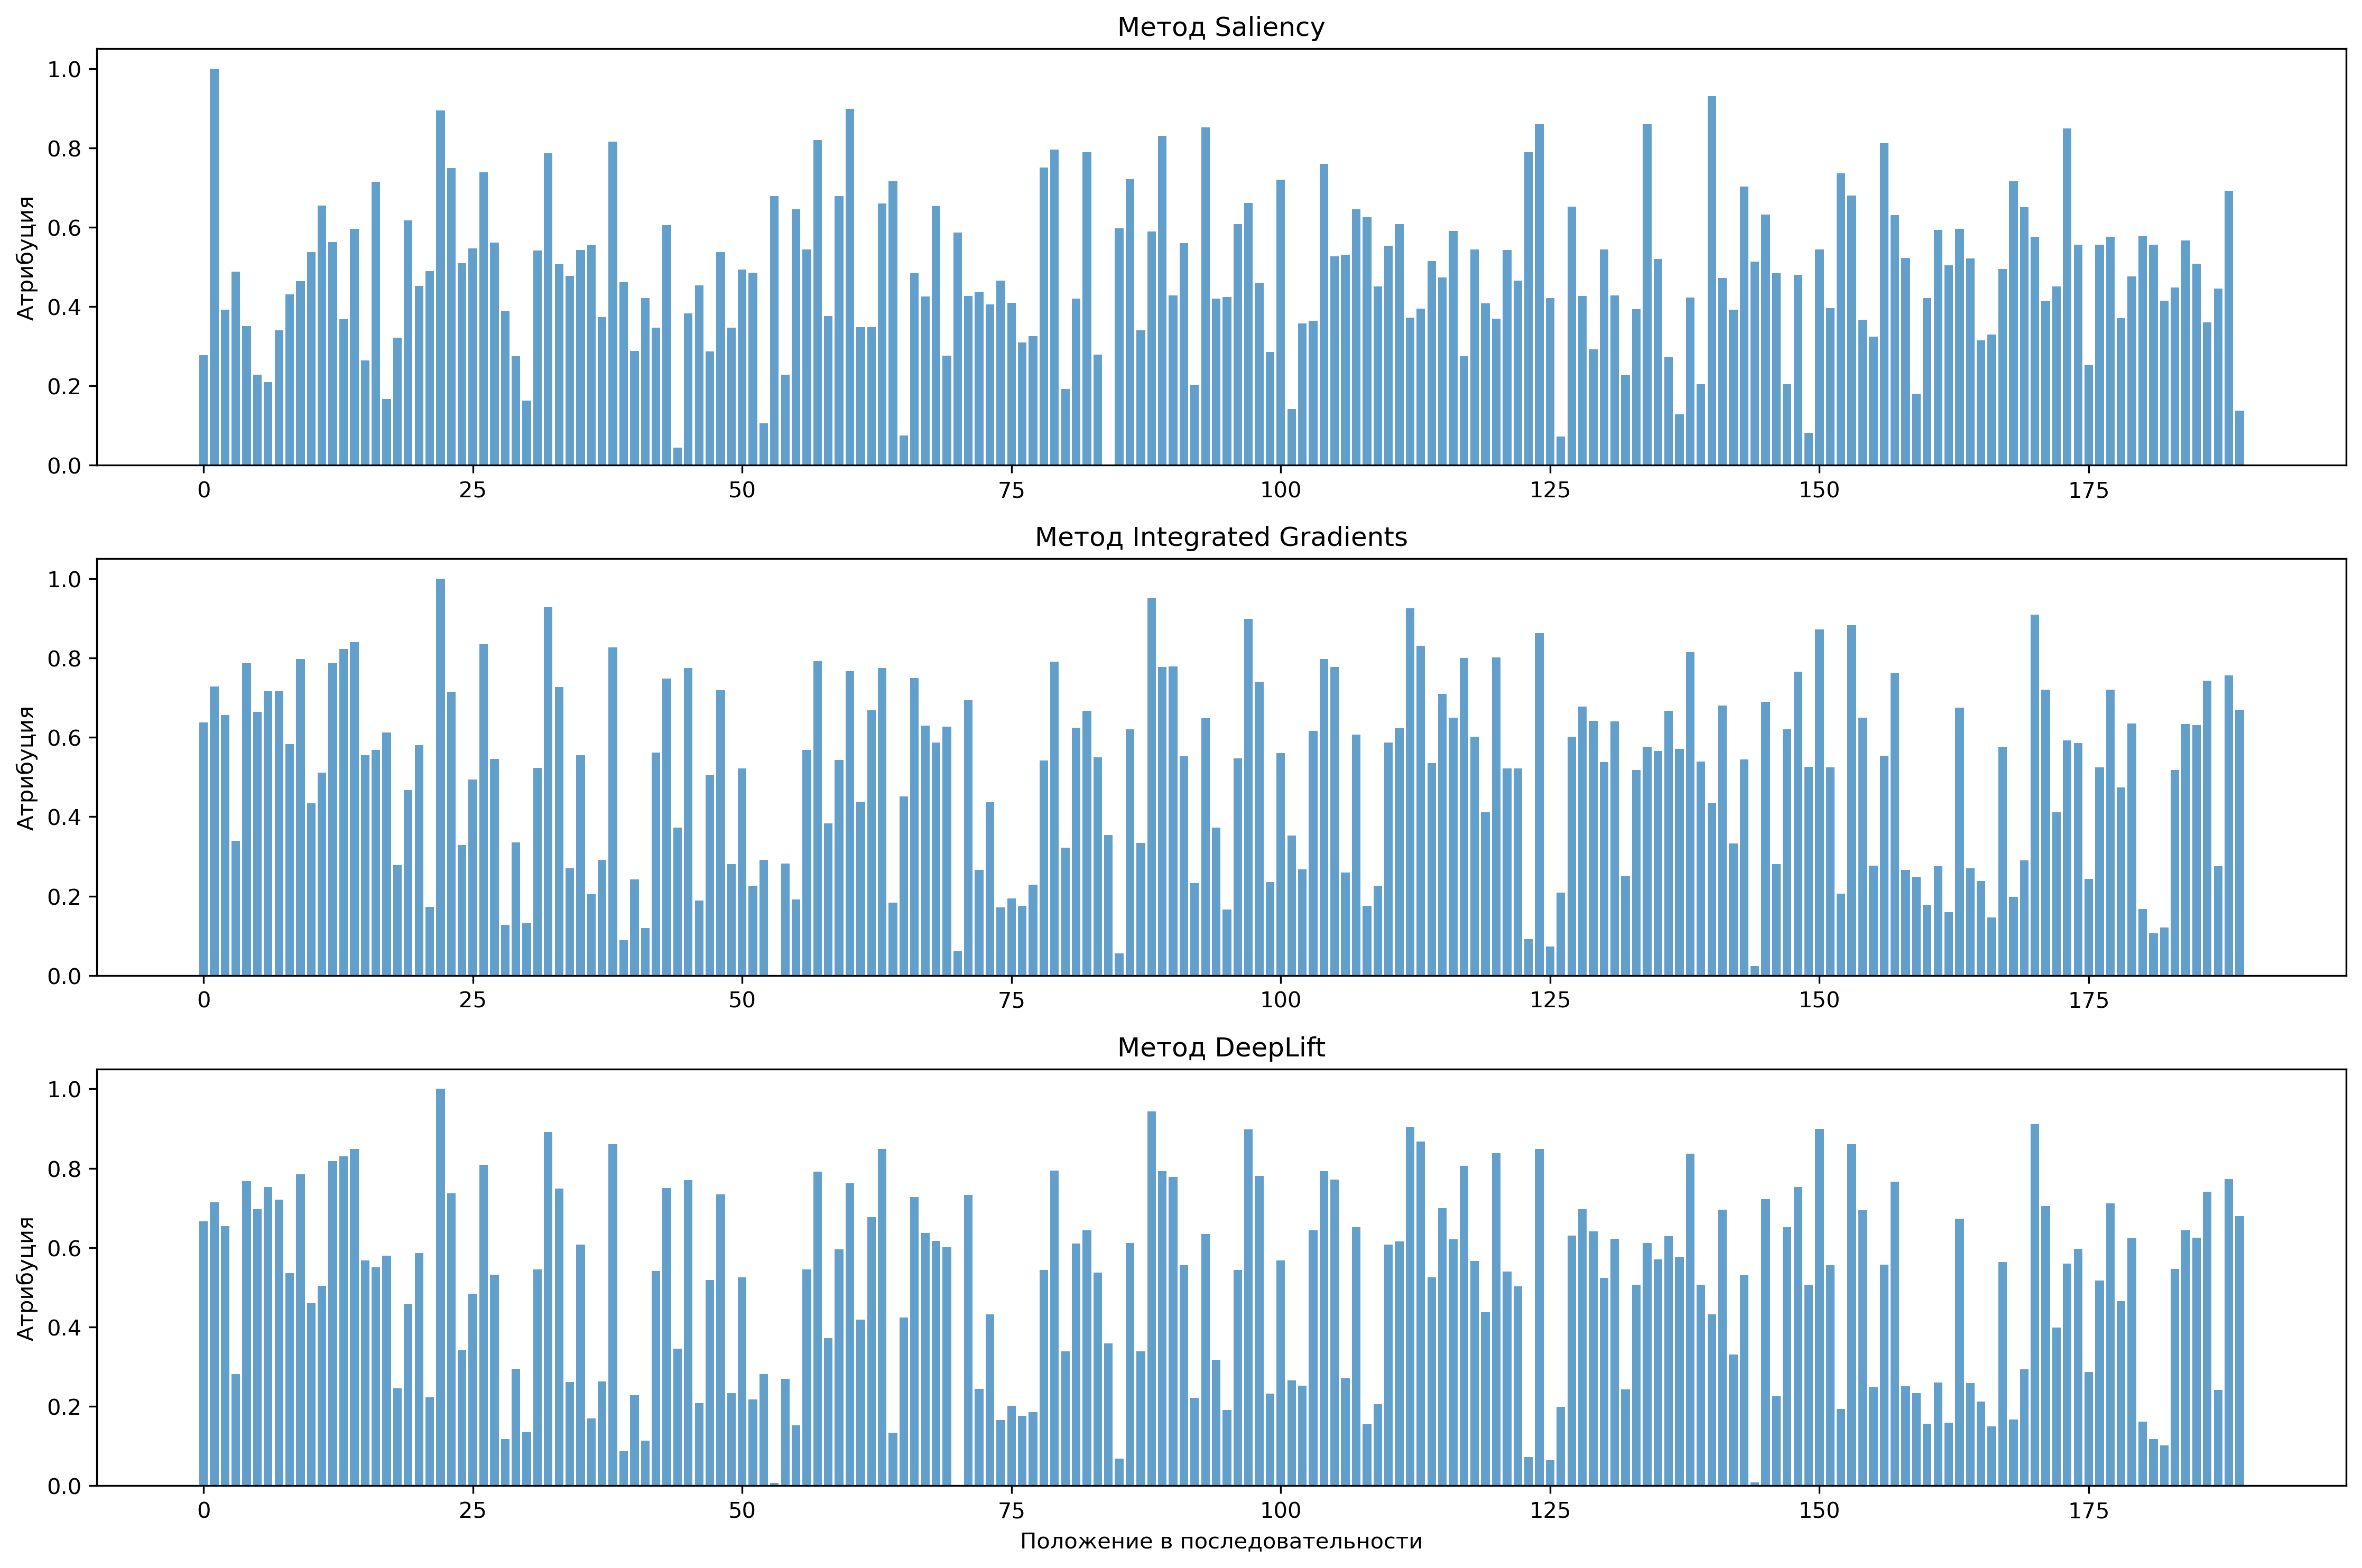 Метод Saliency
Атрибуция
1.0
0.8
0.6
0.4
0.2
0.0
0 25 50 75 100 125 150 175
Метод Integrated Gradients
Атрибуция
1.0
0.8
0.6
0.4
0.2
0.0
0 25 50 75 100 125 150 175
Метод DeepLift
Атрибуция
1.0
0.8
0.6
0.4
0.2
0.0
0 25 50 75 100 125 150 175
Положение в последовательности